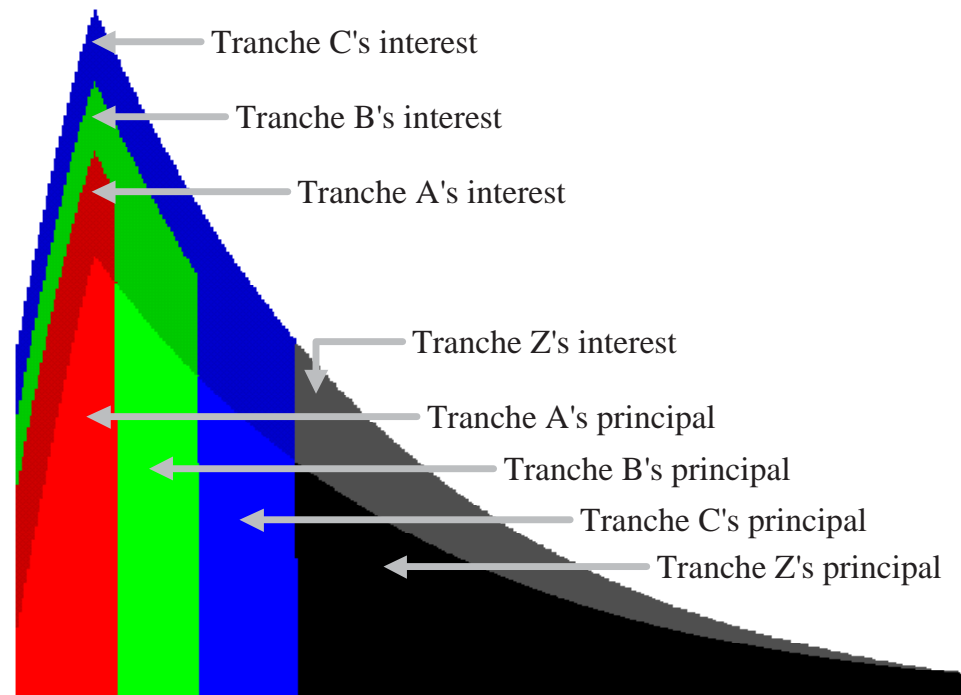 Tranche C's interest
Tranche B's interest
Tranche A's interest
Tranche Z's interest
Tranche A's principal
Tranche B's principal
Tranche C's principal
Tranche Z's principal